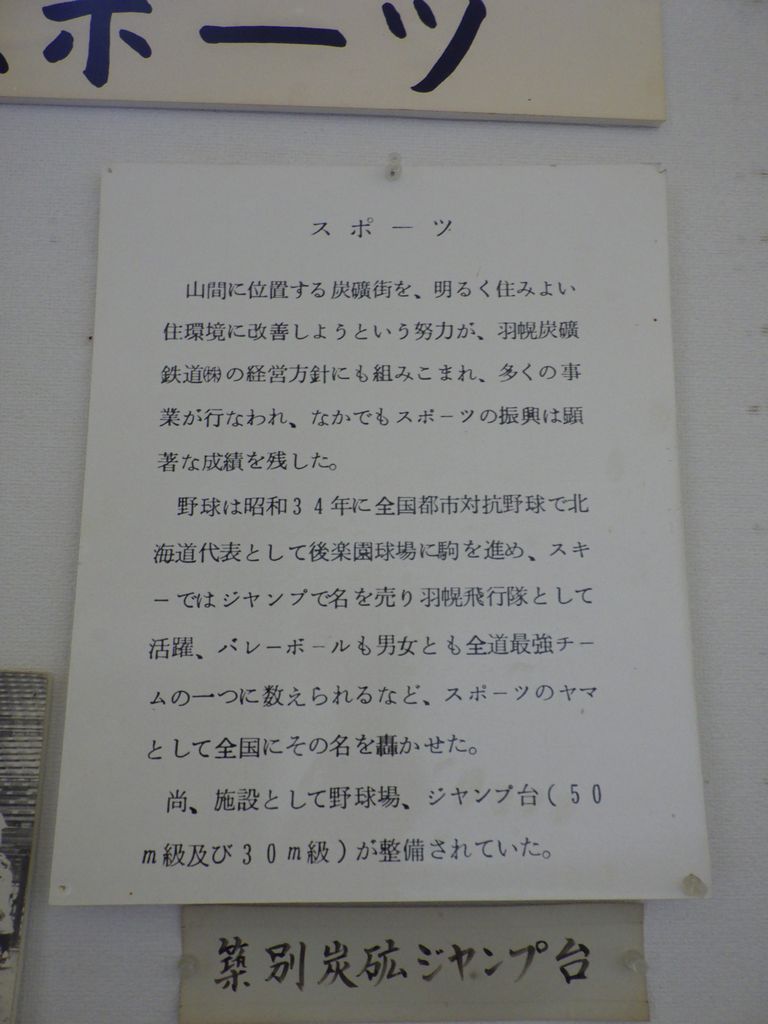 ポーツ
スポーツ
山間に位置する炭礦街を、明るく住みよい
住環境に改善しようという努力が、羽幌炭礦
鉄道㈱の経営方針にも組みこまれ、多くの事
業が行なわれ、なかでもスポーツの振興は顕
著な成績を残した。
野球は昭和34年に全国都市対抗野球で北
海道代表として後楽園球場に駒を進め、スキ
ーではジャンプで名を売り羽幌飛行隊として
活躍、バレーボールも男女とも全道最強チー
ムの一つに数えられるなど、スポーツのヤマ
として全国にその名を轟かせた。
尚、施設として野球場、ジャンプ台(50
m級及び30m級)が整備されていた。
築別炭砿ジャンプ台